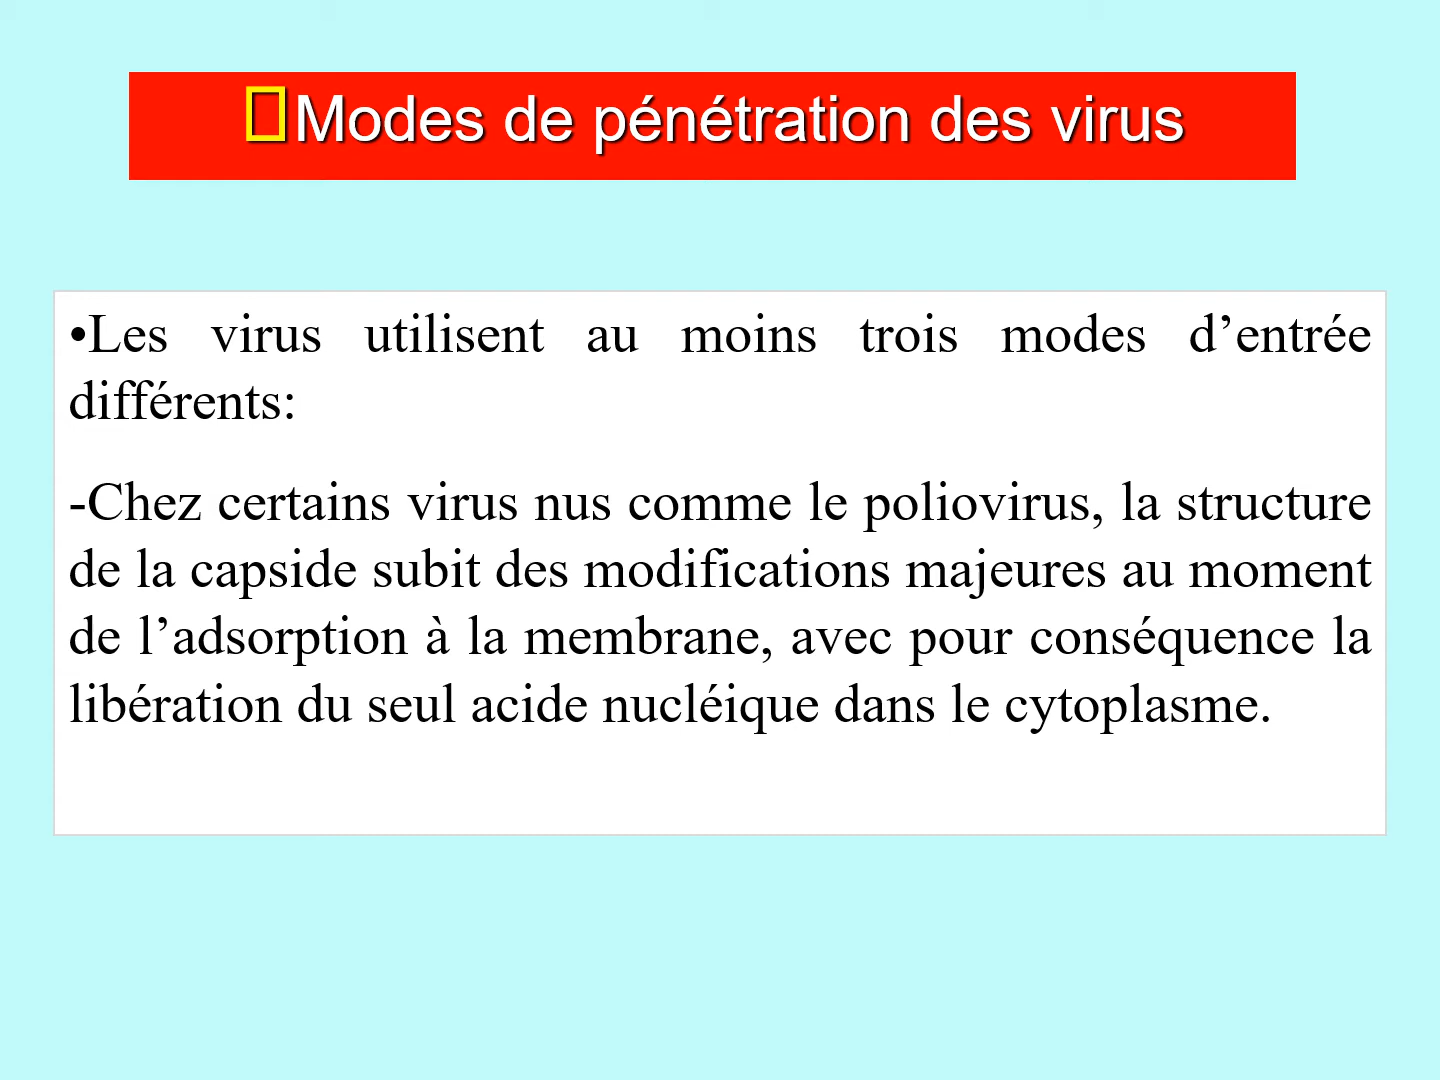 Modes de pénétration des virus
•Les virus utilisent au moins trois modes d’entrée
différents:
-Chez certains virus nus comme le poliovirus, la structure
de la capside subit des modifications majeures au moment
de l’adsorption à la membrane, avec pour conséquence la
libération du seul acide nucléique dans le cytoplasme.